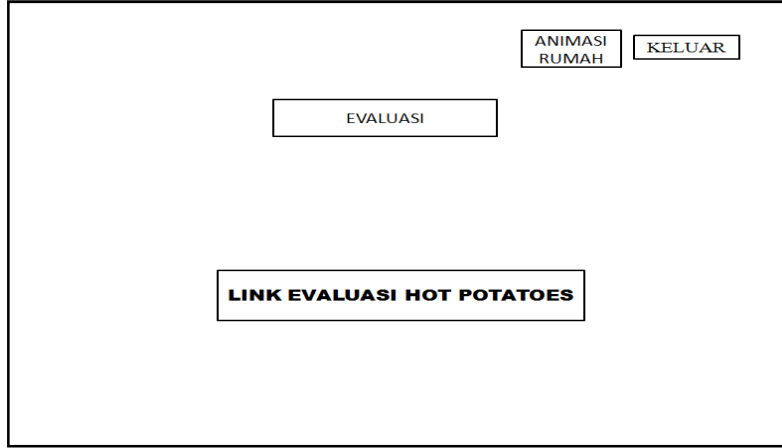 ANIMASI
RUMAH
KELUAR
EVALUASI
LINK EVALUASI HOT POTATOES